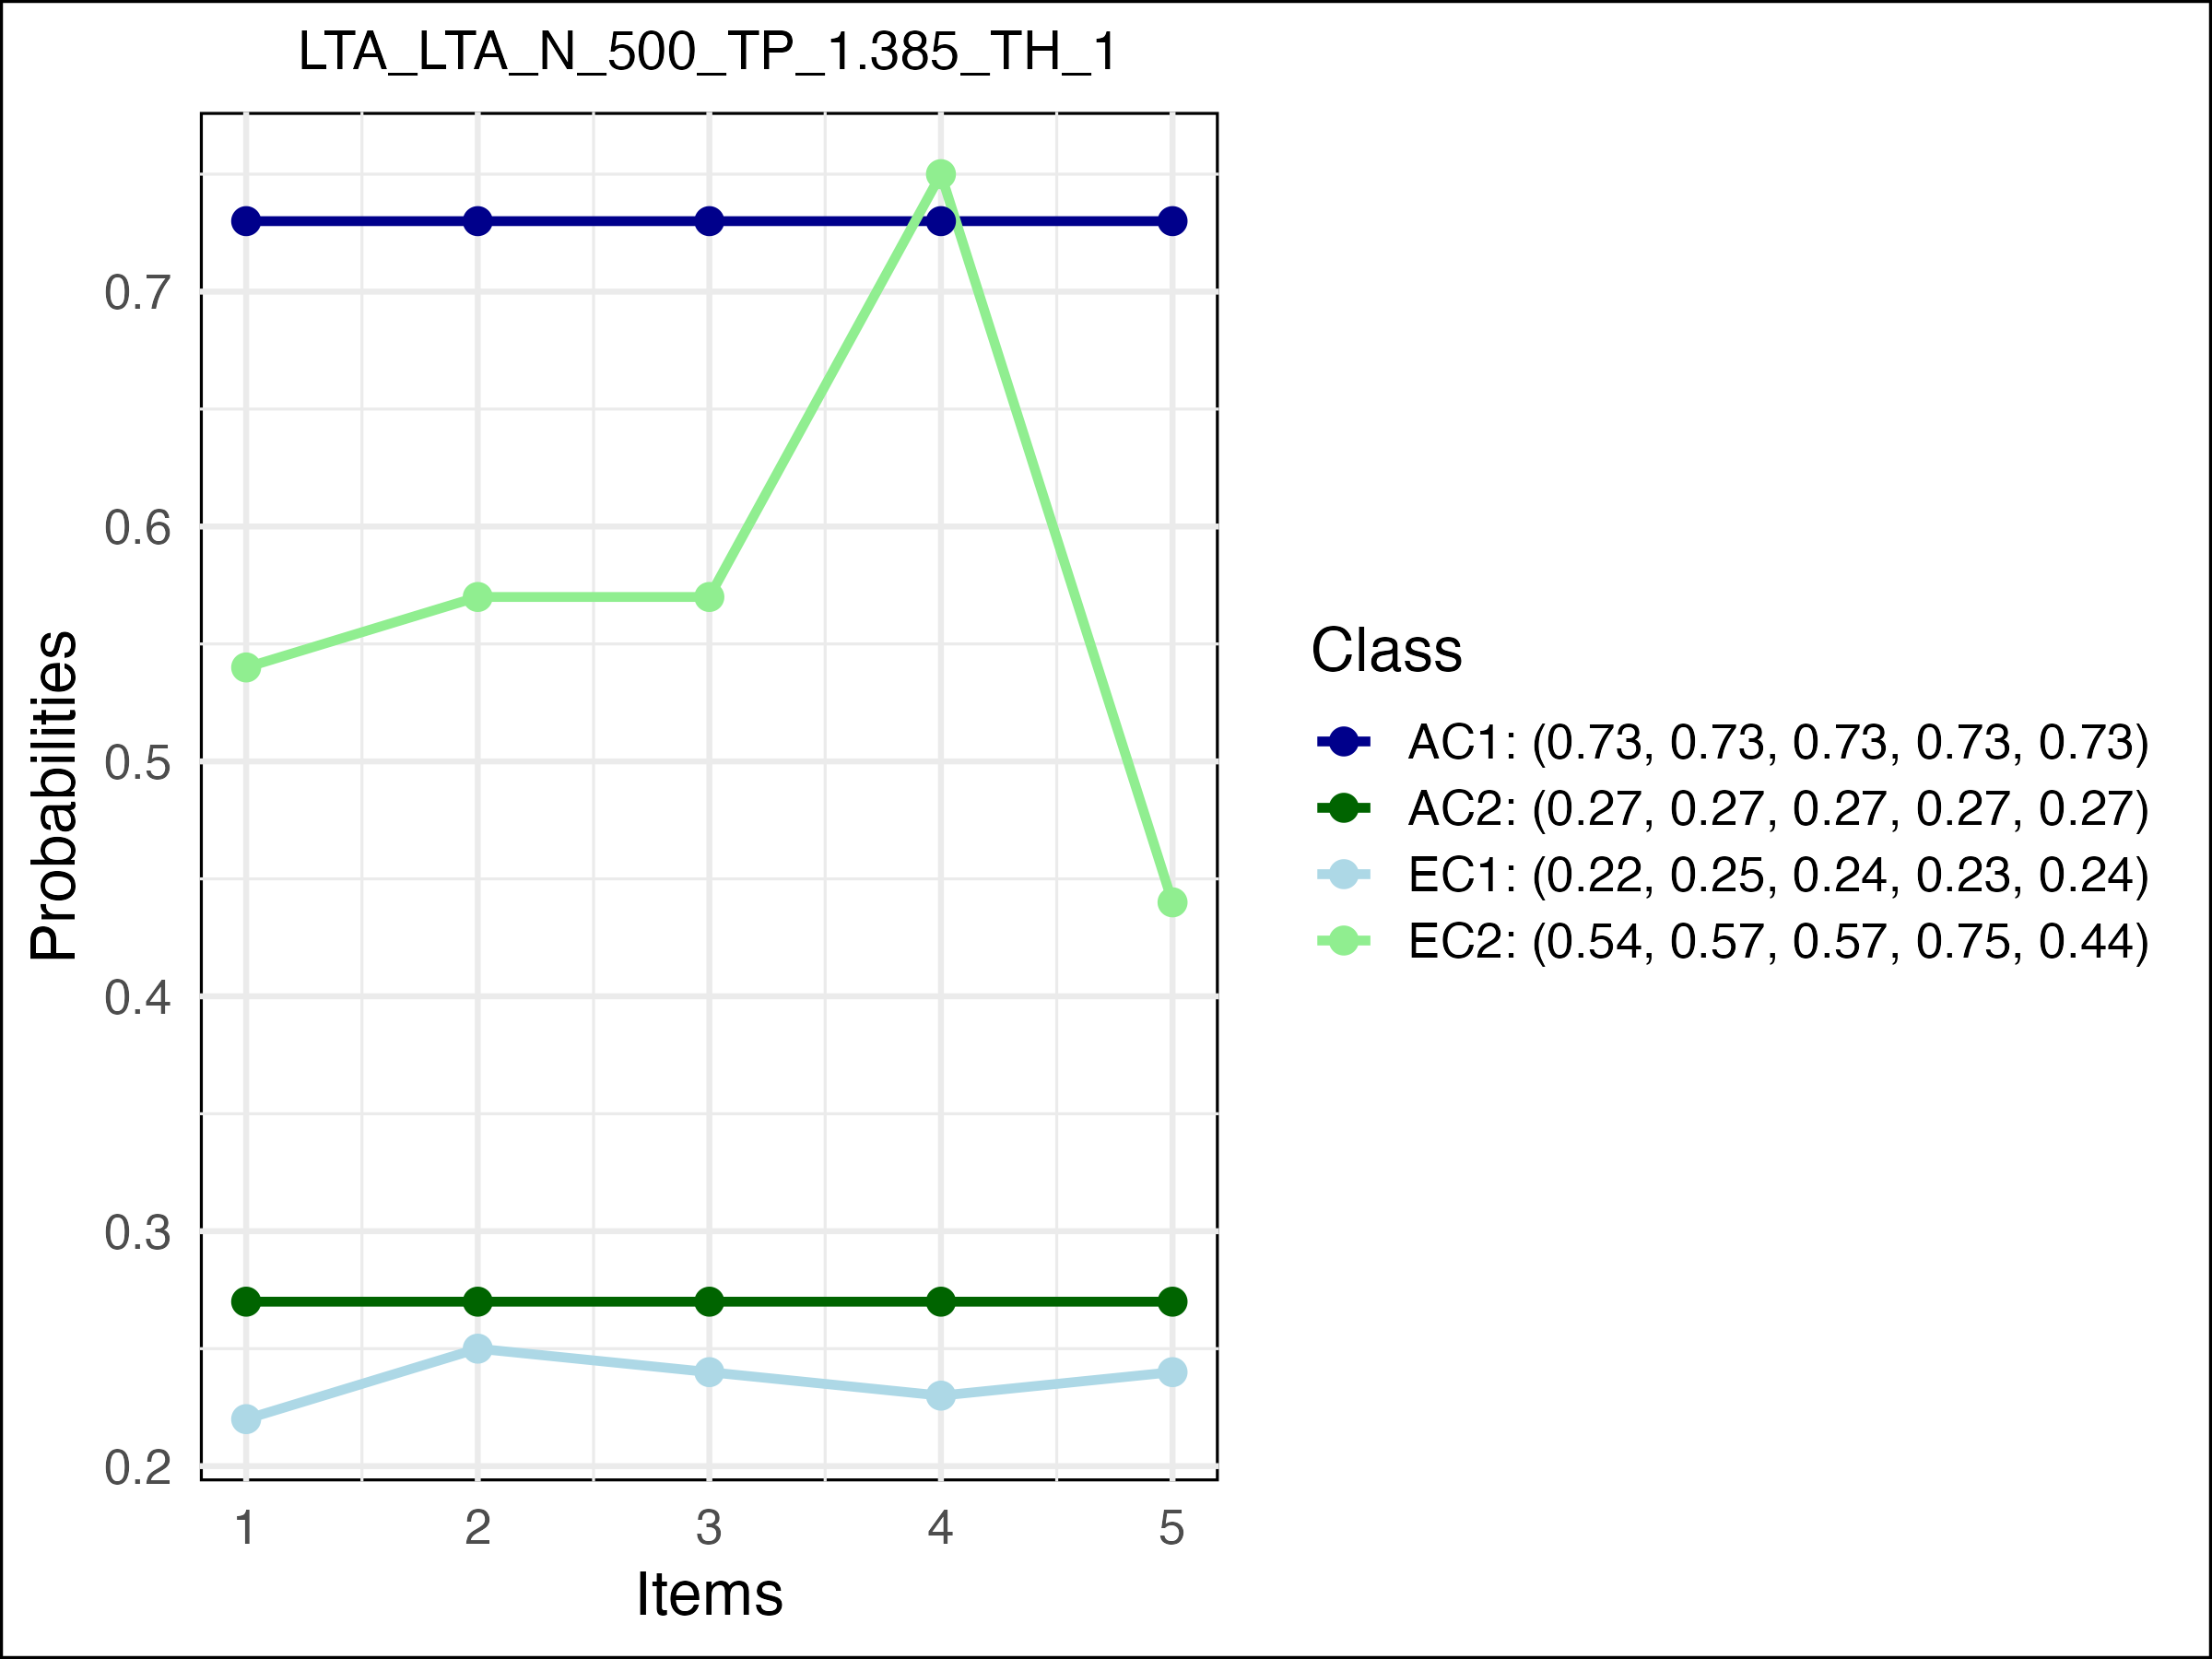 LTA_LTA_N_500_TP_1.385_TH_1
Probabilities
0.7
0.6
0.5
0.4
0.3
0.2
1 2 3 4 5
Items
Class
AC1: (0.73, 0.73, 0.73, 0.73, 0.73)
AC2: (0.27, 0.27, 0.27, 0.27, 0.27)
EC1: (0.22, 0.25, 0.24, 0.23, 0.24)
EC2: (0.54, 0.57, 0.57, 0.75, 0.44)